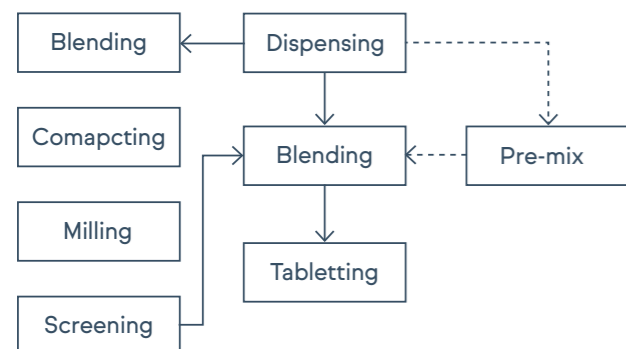 Blending
Dispensing
Comapcting
Blending
Pre-mix
Milling
Tabletting
Screening